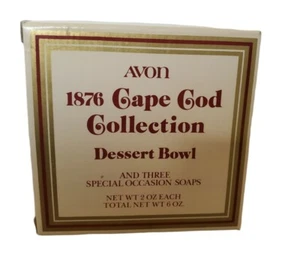 AVON
1876 Cape Cod
Collection
Dessert Bowl
AND THREE
SPECIAL OCCASION SOAPS
NET WT 2 OZ EACH
TOTAL NET WT 6 OZ